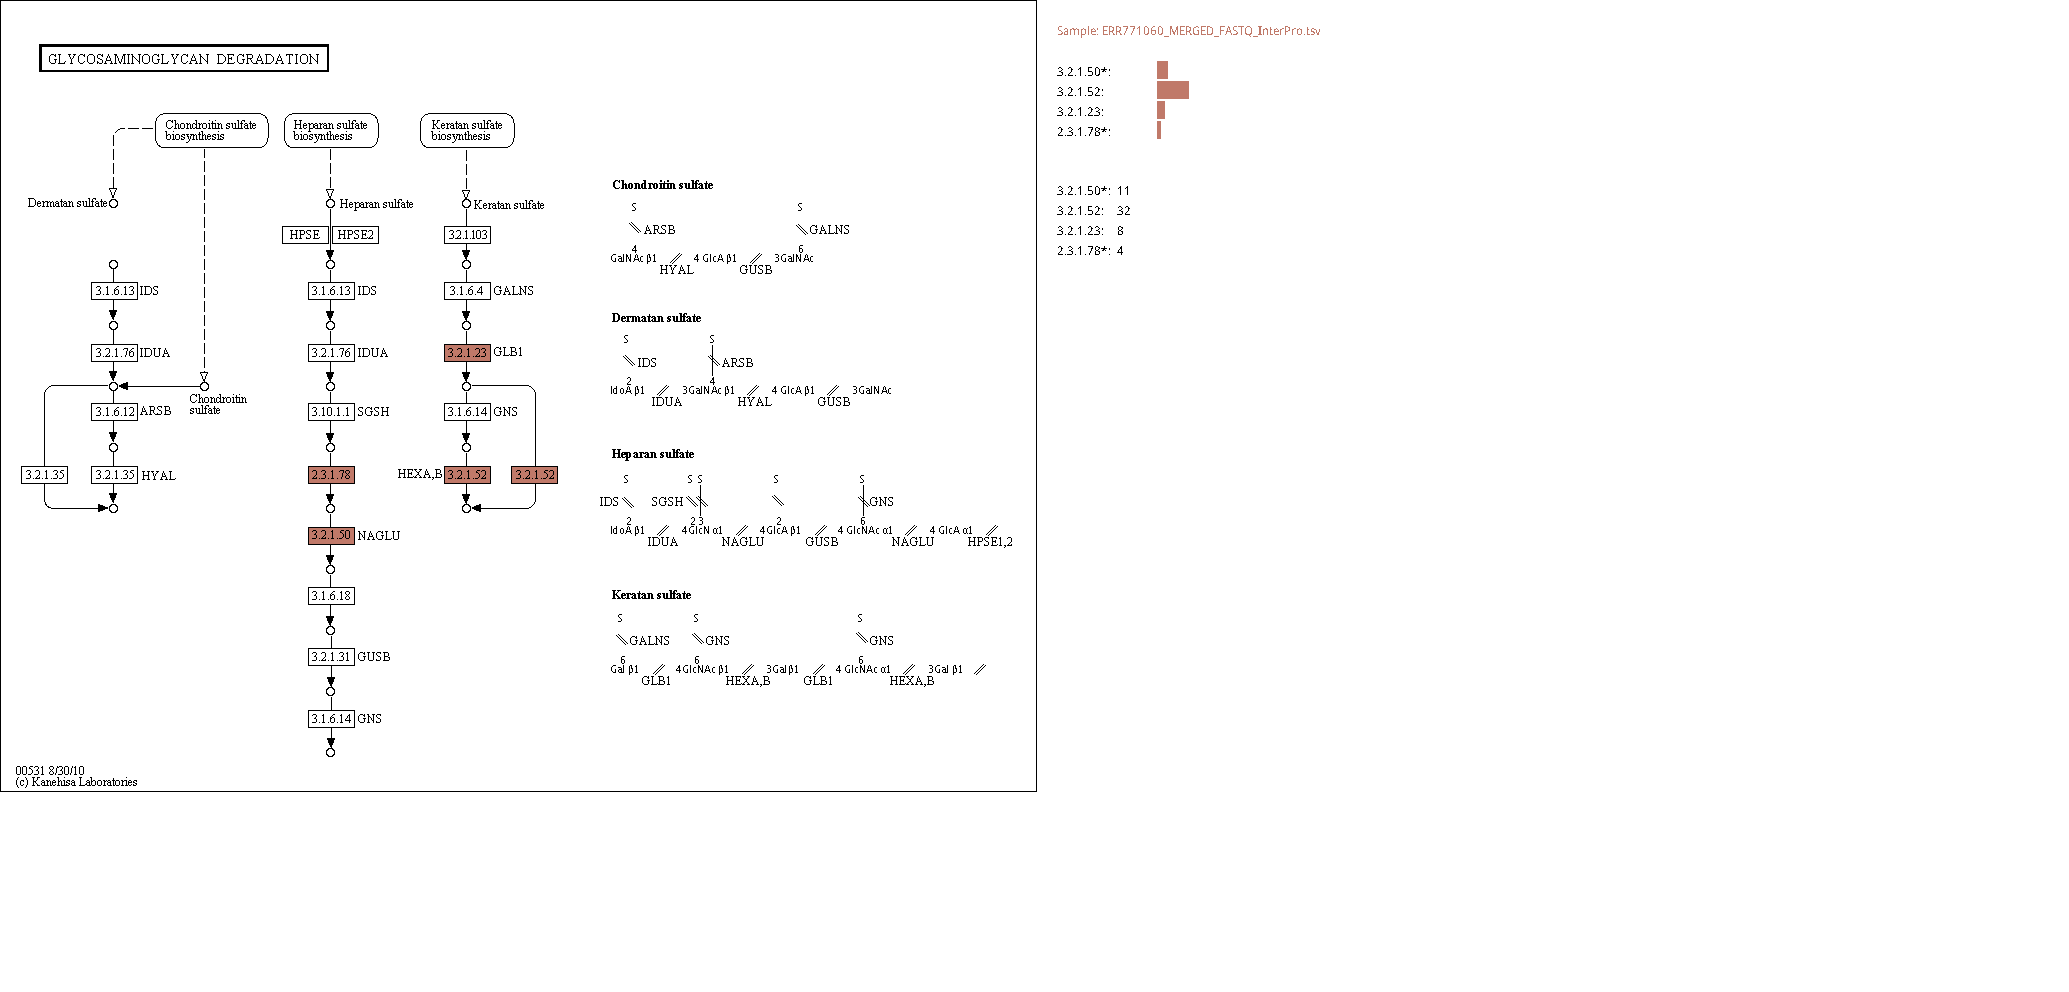 GLYCOSAMINOGLYCAN DEGRADATION
Chondroitin sulfate
biosynthesis
Heparan sulfate
biosynthesis
Keratan sulfate
biosynthesis
Dermatan sulfate
Heparan sulfate
Keratan sulfate
HPSE HPSE2 3.2.1.103
3.1.6.13 IDS 3.1.6.13 IDS 3.1.6.4 GALNS
3.2.1.76 IDUA 3.2.1.76 IDUA 3.2.1.23 GLB1
Chondroitin
sulfate
3.1.6.12 ARSB 3.10.1.1 SGSH 3.1.6.14 GNS
3.2.1.35 3.2.1.35 HYAL 2.3.1.78 HEXA,B 3.2.1.52 3.2.1.52
3.2.1.50 NAGLU
3.1.6.18
3.2.1.31 GUSB
3.1.6.14 GNS
00531 8/30/10
(c) Kanehisa Laboratories
Chondroitin sulfate
S S
ARSB GALNS
4 6
GalNAc β1 4 GlcA β1 3GalNAc
HYAL GUSB
Dermatan sulfate
S S
IDS ARSB
2 4
IdoA β1 3GalNAc β1 4 GlcA β1 3GalNAc
IDUA HYAL GUSB
Heparan sulfate
S S S S S
IDS SGSH GNS
2 2 3 2 6
IdoA β1 4GlcN α1 4GlcA β1 4 GlcNAc α1 4 GlcA α1
IDUA NAGLU GUSB NAGLU HPSE1,2
Keratan sulfate
S S S
GALNS GNS GNS
6 6 6
Gal β1 4GlcNAc β1 3Galβ1 4 GlcNAc α1 3Gal β1
GLB1 HEXA,B GLB1 HEXA,B
Sample: ERR771060_MERGED_FASTQ_InterPro.tsv
3.2.1.50*:
3.2.1.52:
3.2.1.23:
2.3.1.78*:
3.2.1.50*: 11
3.2.1.52: 32
3.2.1.23: 8
2.3.1.78*: 4